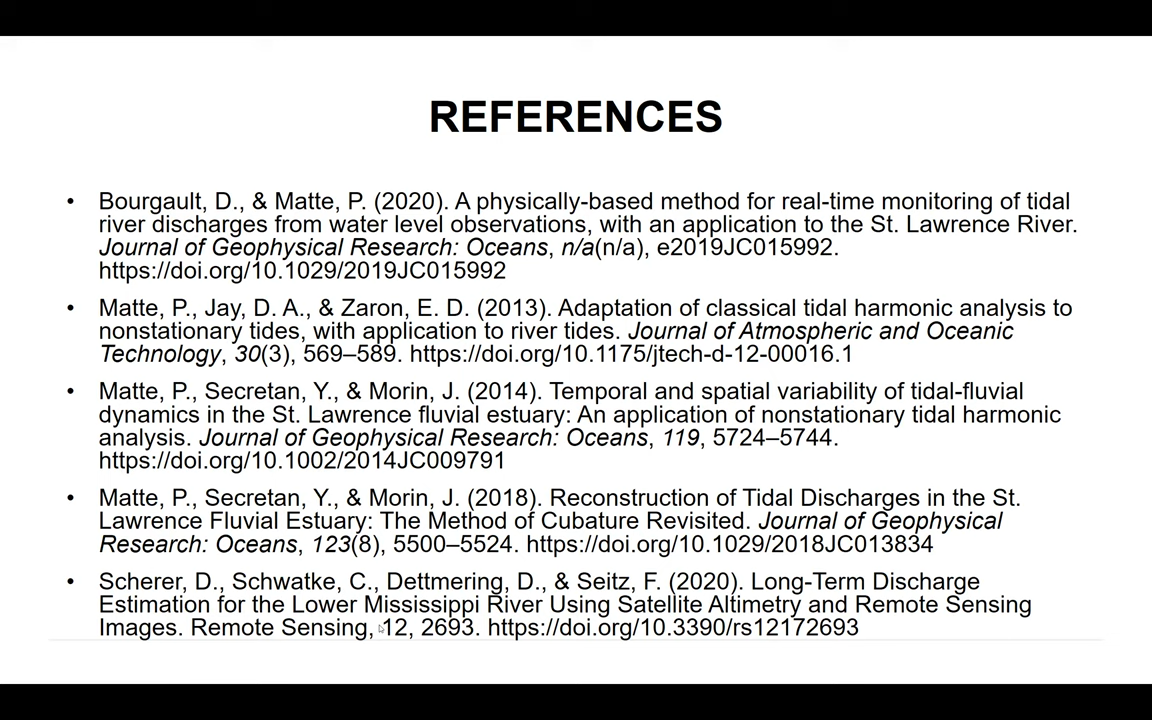 REFERENCES
• Bourgault, D., & Matte, P. (2020). A physically-based method for real-time monitoring of tidal
river discharges from water level observations, with an application to the St. Lawrence River.
Journal of Geophysical Research: Oceans, n/a(n/a), e2019JC015992.
https://doi.org/10.1029/2019JC015992
• Matte, P., Jay, D. A., & Zaron, E. D. (2013). Adaptation of classical tidal harmonic analysis to
nonstationary tides, with application to river tides. Journal of Atmospheric and Oceanic
Technology, 30(3), 569–589. https://doi.org/10.1175/jtech-d-12-00016.1
• Matte, P., Secretan, Y., & Morin, J. (2014). Temporal and spatial variability of tidal-fluvial
dynamics in the St. Lawrence fluvial estuary: An application of nonstationary tidal harmonic
analysis. Journal of Geophysical Research: Oceans, 119, 5724–5744.
https://doi.org/10.1002/2014JC009791
• Matte, P., Secretan, Y., & Morin, J. (2018). Reconstruction of Tidal Discharges in the St.
Lawrence Fluvial Estuary: The Method of Cubature Revisited. Journal of Geophysical
Research: Oceans, 123(8), 5500–5524. https://doi.org/10.1029/2018JC013834
• Scherer, D., Schwatke, C., Dettmering, D., & Seitz, F. (2020). Long-Term Discharge
Estimation for the Lower Mississippi River Using Satellite Altimetry and Remote Sensing
Images. Remote Sensing, 12, 2693. https://doi.org/10.3390/rs12172693